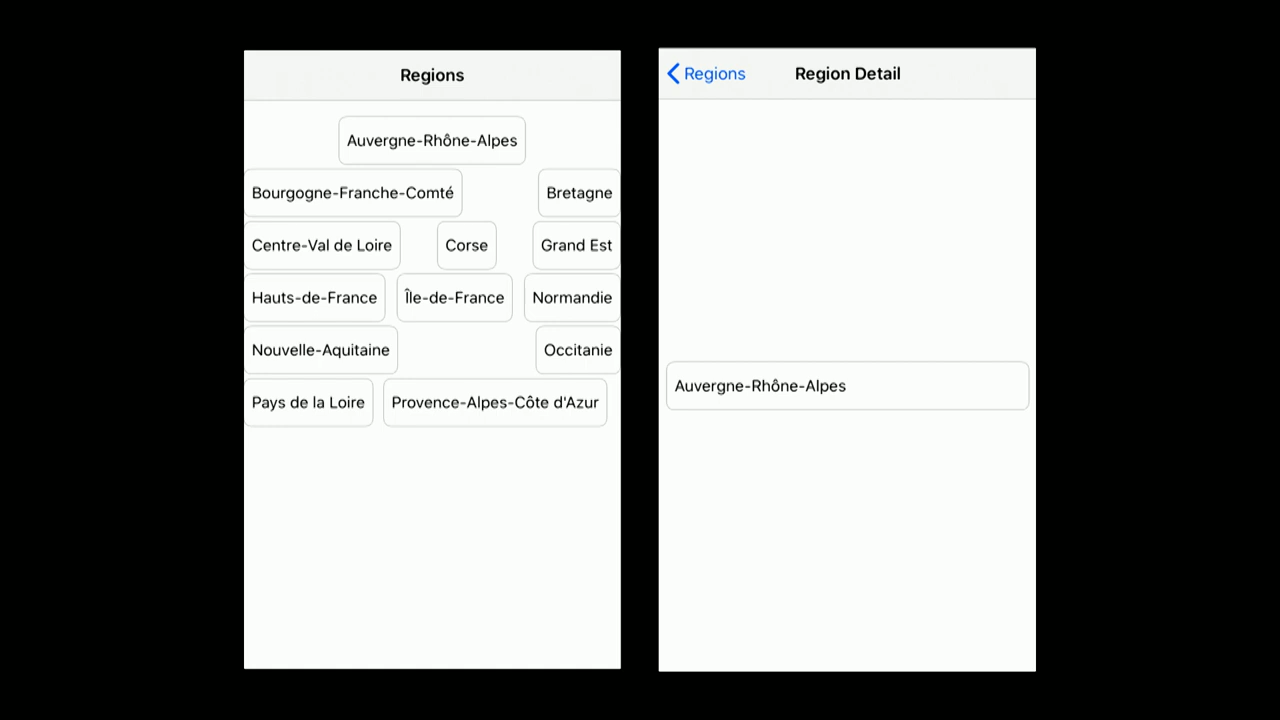 Regions
Auvergne-Rhône-Alpes
Bourgogne-Franche-Comté Bretagne
Centre-Val de Loire Corse Grand Est
Hauts-de-France Île-de-France Normandie
Nouvelle-Aquitaine Occitanie
Pays de la Loire Provence-Alpes-Côte d'Azur
Regions Region Detail
Auvergne-Rhône-Alpes